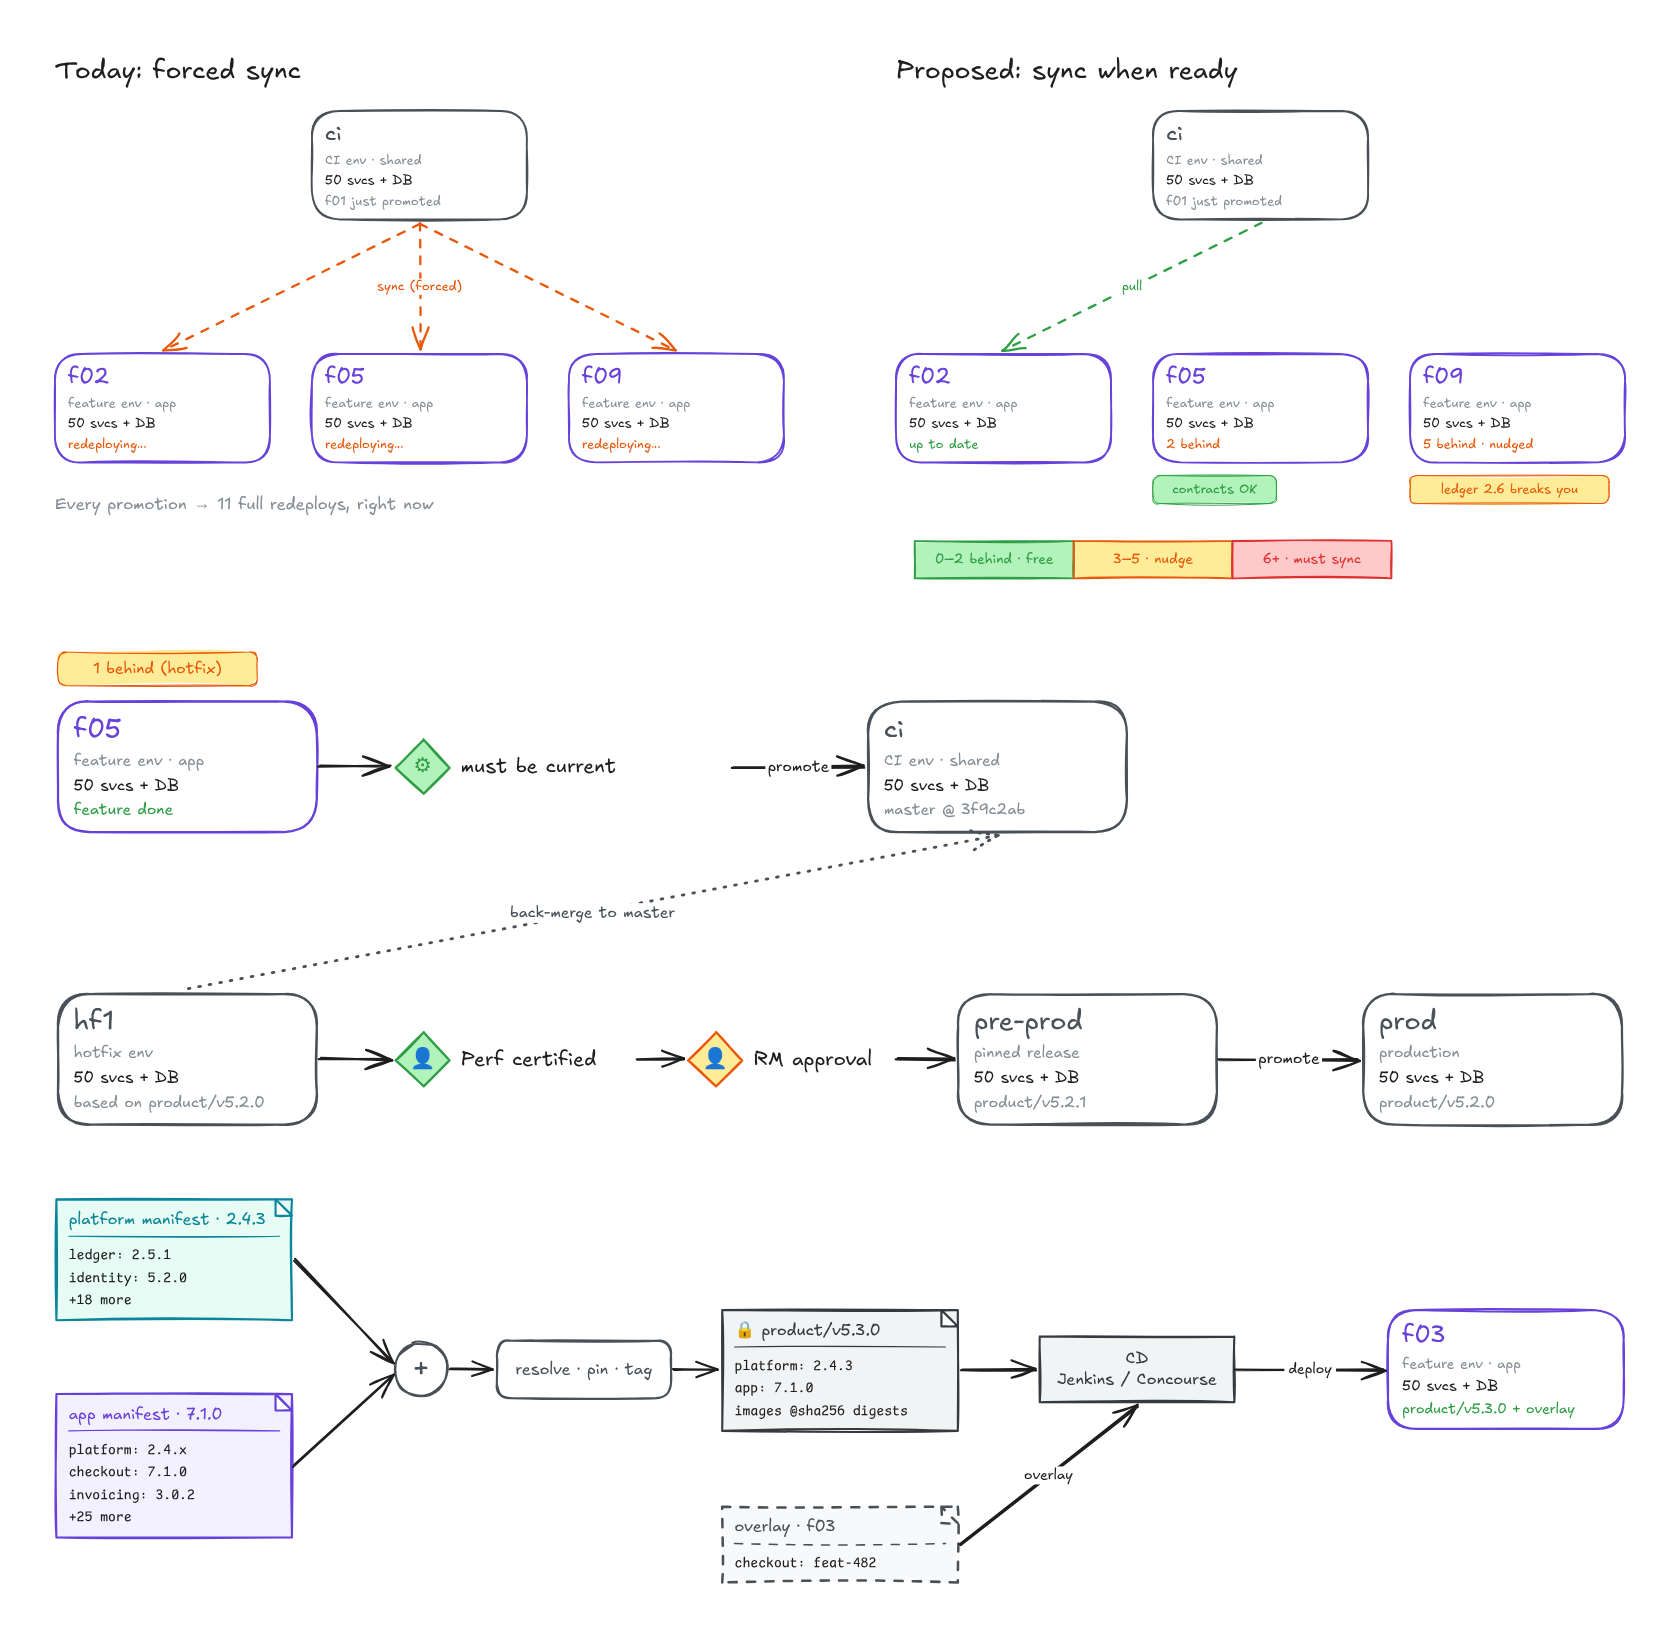 Today: forced sync
ci
CI env · shared
50 svcs + DB
f01 just promoted
sync (forced)
f02
feature env · app
50 svcs + DB
redeploying...
f05
feature env · app
50 svcs + DB
redeploying...
f09
feature env · app
50 svcs + DB
redeploying...
Every promotion → 11 full redeploys, right now
Proposed: sync when ready
ci
CI env · shared
50 svcs + DB
f01 just promoted
pull
f02
feature env · app
50 svcs + DB
up to date
f05
feature env · app
50 svcs + DB
2 behind
contracts OK
f09
feature env · app
50 svcs + DB
5 behind · nudged
ledger 2.6 breaks you
0–2 behind · free
3–5 · nudge
6+ · must sync
1 behind (hotfix)
f05
feature env · app
50 svcs + DB
feature done
must be current
promote
ci
CI env · shared
50 svcs + DB
master @ 3f9c2ab
back-merge to master
hf1
hotfix env
50 svcs + DB
based on product/v5.2.0
Perf certified
RM approval
pre-prod
pinned release
50 svcs + DB
product/v5.2.1
promote
prod
production
50 svcs + DB
product/v5.2.0
platform manifest · 2.4.3
ledger: 2.5.1
identity: 5.2.0
+18 more
app manifest · 7.1.0
platform: 2.4.x
checkout: 7.1.0
invoicing: 3.0.2
+25 more
+
resolve · pin · tag
🔒 product/v5.3.0
platform: 2.4.3
app: 7.1.0
images @sha256 digests
overlay · f03
checkout: feat-482
overlay
CD
Jenkins / Concourse
deploy
f03
feature env · app
50 svcs + DB
product/v5.3.0 + overlay